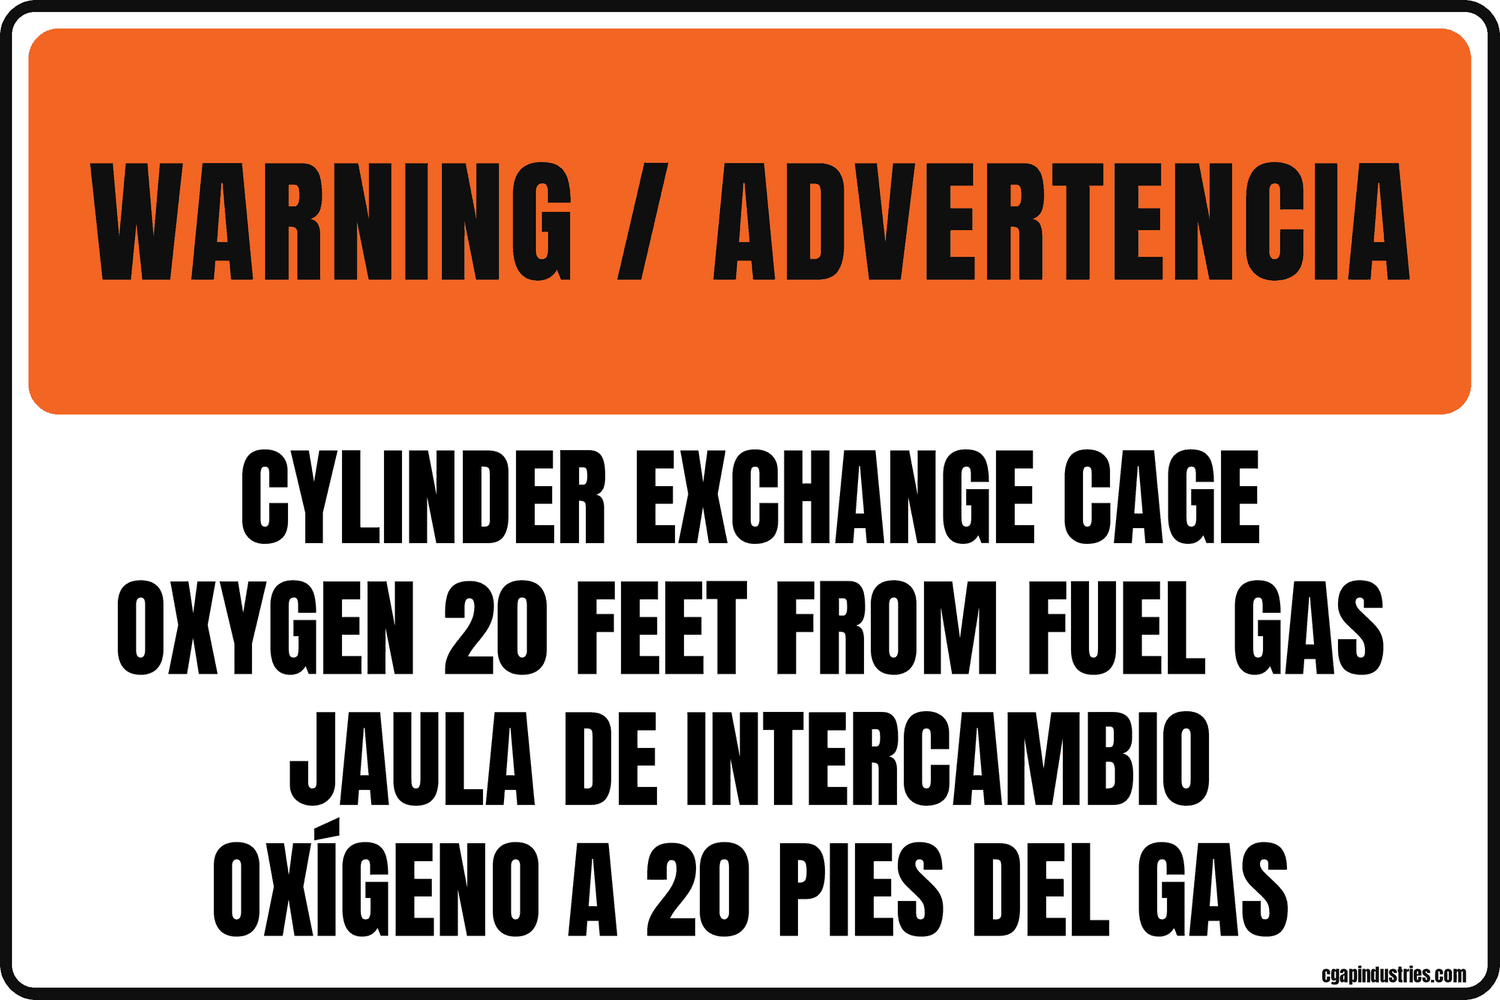 WARNING / ADVERTENCIA
CYLINDER EXCHANGE CAGE
OXYGEN 20 FEET FROM FUEL GAS
JAULA DE INTERCAMBIO
OXÍGENO A 20 PIES DEL GAS
cgapindustries.com